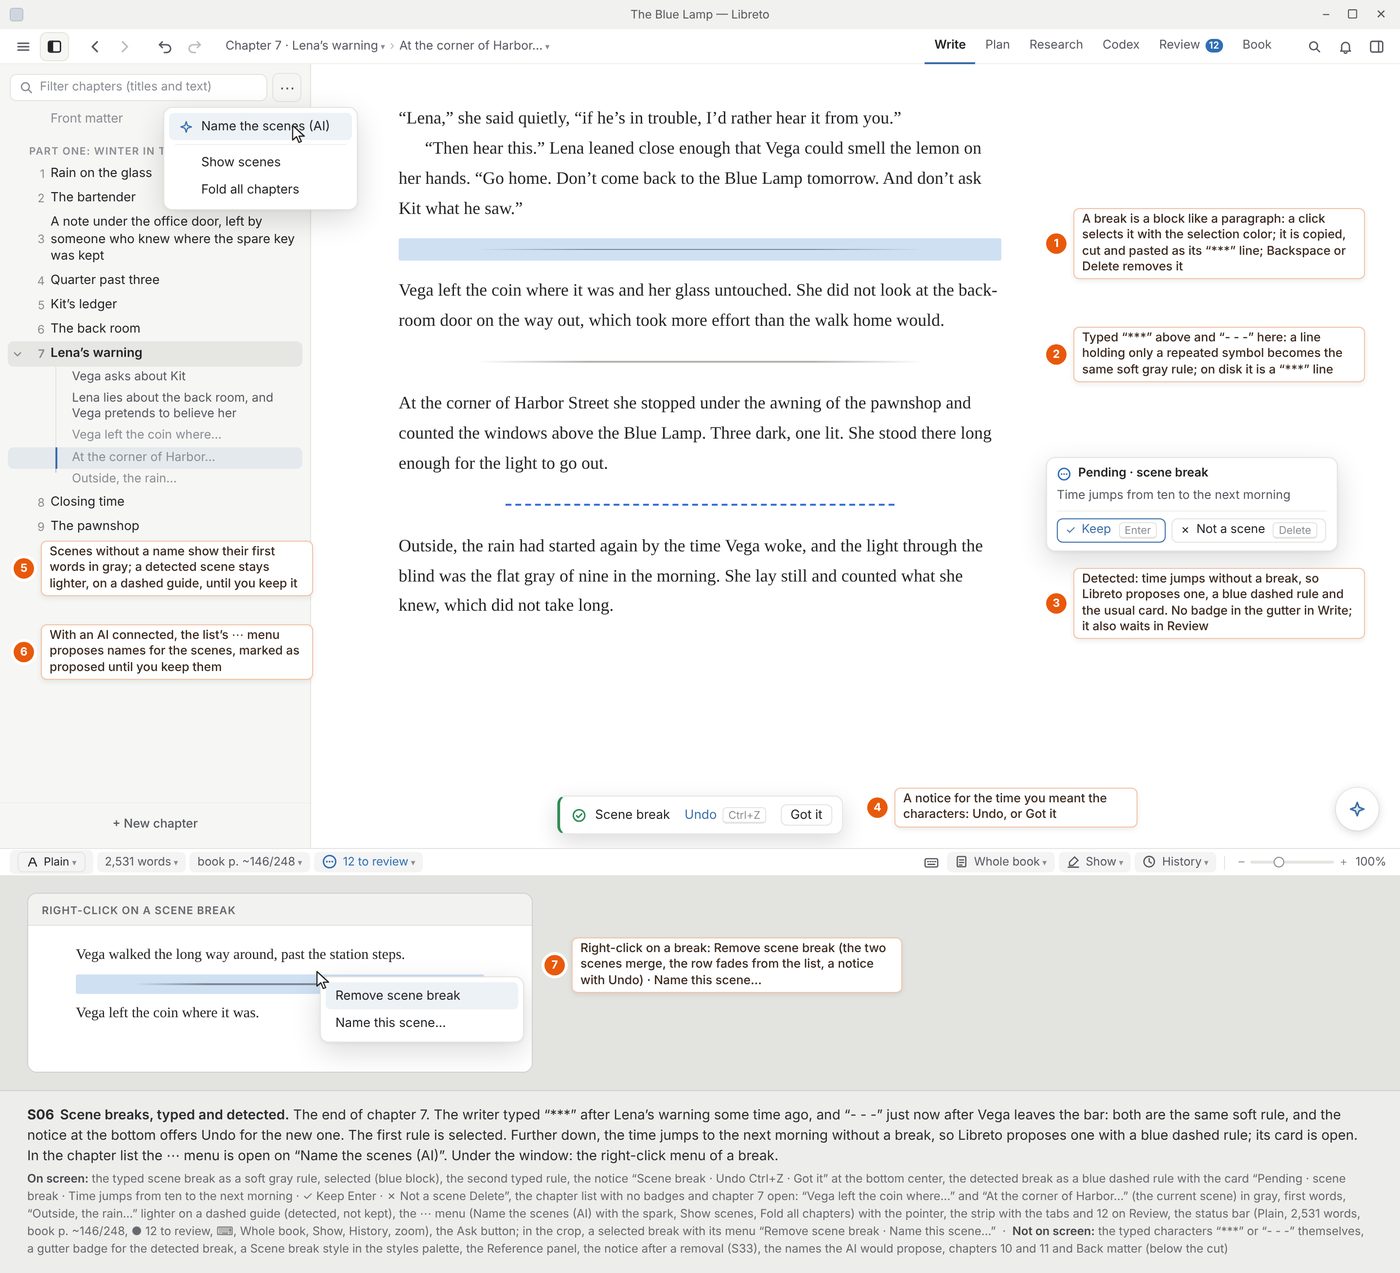 The Blue Lamp — Libreto
Chapter 7 · Lena’s warning › At the corner of Harbor...
Write Plan Research Codex Review 12 Book
Filter chapters (titles and text)
Front matter
Name the scenes (AI)
Show scenes
Fold all chapters
PART ONE: WINTER IN T
1 Rain on the glass
2 The bartender
A note under the office door, left by
3 someone who knew where the spare key
was kept
4 Quarter past three
5 Kit’s ledger
6 The back room
7 Lena’s warning
Vega asks about Kit
Lena lies about the back room, and
Vega pretends to believe her
Vega left the coin where...
At the corner of Harbor...
Outside, the rain...
8 Closing time
9 The pawnshop
5 Scenes without a name show their first
words in gray; a detected scene stays
lighter, on a dashed guide, until you keep it
6 With an AI connected, the list’s ··· menu
proposes names for the scenes, marked as
proposed until you keep them
+ New chapter
“Lena,” she said quietly, “if he’s in trouble, I’d rather hear it from you.”
“Then hear this.” Lena leaned close enough that Vega could smell the lemon on
her hands. “Go home. Don’t come back to the Blue Lamp tomorrow. And don’t ask
Kit what he saw.”
Vega left the coin where it was and her glass untouched. She did not look at the back-
room door on the way out, which took more effort than the walk home would.
At the corner of Harbor Street she stopped under the awning of the pawnshop and
counted the windows above the Blue Lamp. Three dark, one lit. She stood there long
enough for the light to go out.
Outside, the rain had started again by the time Vega woke, and the light through the
blind was the flat gray of nine in the morning. She lay still and counted what she
knew, which did not take long.
1 A break is a block like a paragraph: a click
selects it with the selection color; it is copied,
cut and pasted as its “***” line; Backspace or
Delete removes it
2 Typed “***” above and “- - -” here: a line
holding only a repeated symbol becomes the
same soft gray rule; on disk it is a “***” line
Pending · scene break
Time jumps from ten to the next morning
✓ Keep Enter × Not a scene Delete
3 Detected: time jumps without a break, so
Libreto proposes one, a blue dashed rule and
the usual card. No badge in the gutter in Write;
it also waits in Review
Scene break Undo Ctrl+Z Got it
4 A notice for the time you meant the
characters: Undo, or Got it
A Plain 2,531 words book p. ~146/248 12 to review Whole book Show History − + 100%
RIGHT-CLICK ON A SCENE BREAK
Vega walked the long way around, past the station steps.
Remove scene break
Name this scene...
Vega left the coin where it was.
7 Right-click on a break: Remove scene break (the two
scenes merge, the row fades from the list, a notice
with Undo) · Name this scene...
S06 Scene breaks, typed and detected. The end of chapter 7. The writer typed “***” after Lena’s warning some time ago, and “- - -” just now after Vega leaves the bar: both are the same soft rule, and the
notice at the bottom offers Undo for the new one. The first rule is selected. Further down, the time jumps to the next morning without a break, so Libreto proposes one with a blue dashed rule; its card is open.
In the chapter list the ··· menu is open on “Name the scenes (AI)”. Under the window: the right-click menu of a break.
On screen: the typed scene break as a soft gray rule, selected (blue block), the second typed rule, the notice “Scene break · Undo Ctrl+Z · Got it” at the bottom center, the detected break as a blue dashed rule with the card “Pending · scene
break · Time jumps from ten to the next morning · ✓ Keep Enter · × Not a scene Delete”, the chapter list with no badges and chapter 7 open: “Vega left the coin where...” and “At the corner of Harbor...” (the current scene) in gray, first words,
“Outside, the rain...” lighter on a dashed guide (detected, not kept), the ··· menu (Name the scenes (AI) with the spark, Show scenes, Fold all chapters) with the pointer, the strip with the tabs and 12 on Review, the status bar (Plain, 2,531 words,
book p. ~146/248, ● 12 to review, ⌨, Whole book, Show, History, zoom), the Ask button; in the crop, a selected break with its menu “Remove scene break · Name this scene...” · Not on screen: the typed characters “***” or “- - -” themselves,
a gutter badge for the detected break, a Scene break style in the styles palette, the Reference panel, the notice after a removal (S33), the names the AI would propose, chapters 10 and 11 and Back matter (below the cut)